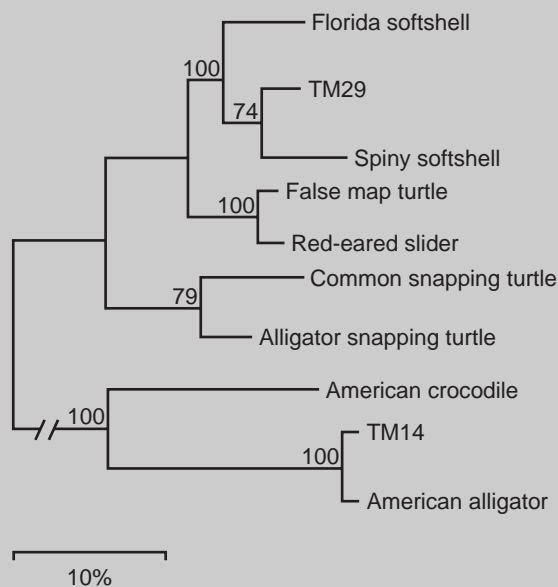 Florida softshell
100
TM29
74
Spiny softshell
False map turtle
100
Red-eared slider
Common snapping turtle
79
Alligator snapping turtle
American crocodile
100
TM14
100
American alligator
10%